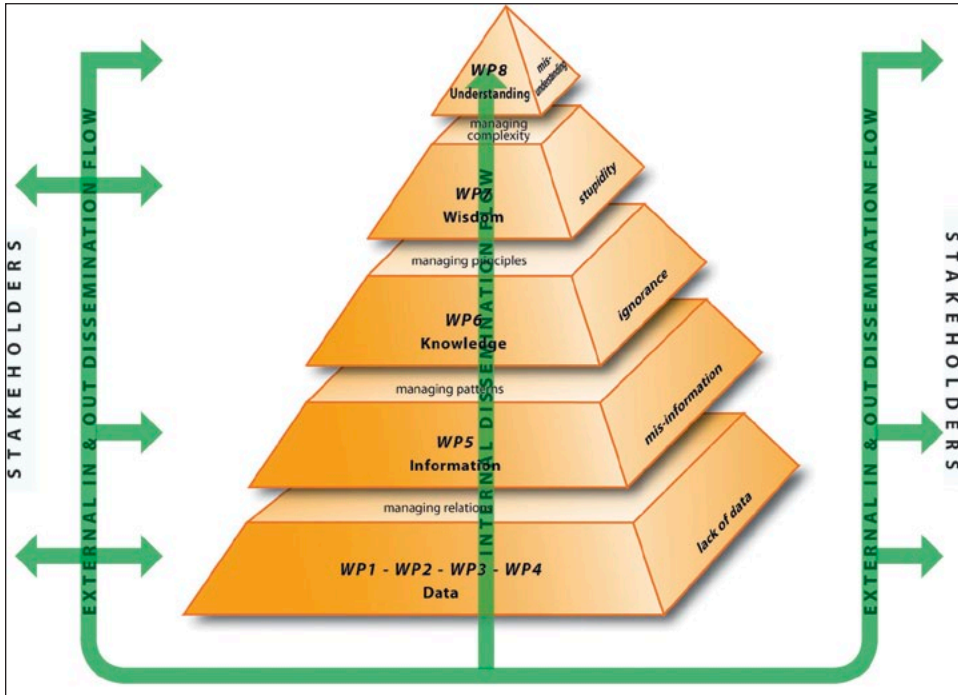 WP8
Understanding
mis-
understanding
managing
complexity
WP7
Wisdom
stupidity
managing principles
WP6
Knowledge
ignorance
managing patterns
WP5
Information
mis-information
managing relations
WP1 - WP2 - WP3 - WP4
Data
lack of data
INTERNAL DISSEMINATION FLOW
STAKEHOLDERS
EXTERNAL IN & OUT DISSEMINATION FLOW
EXTERNAL IN & OUT DISSEMINATION FLOW
STAKEHOLDERS